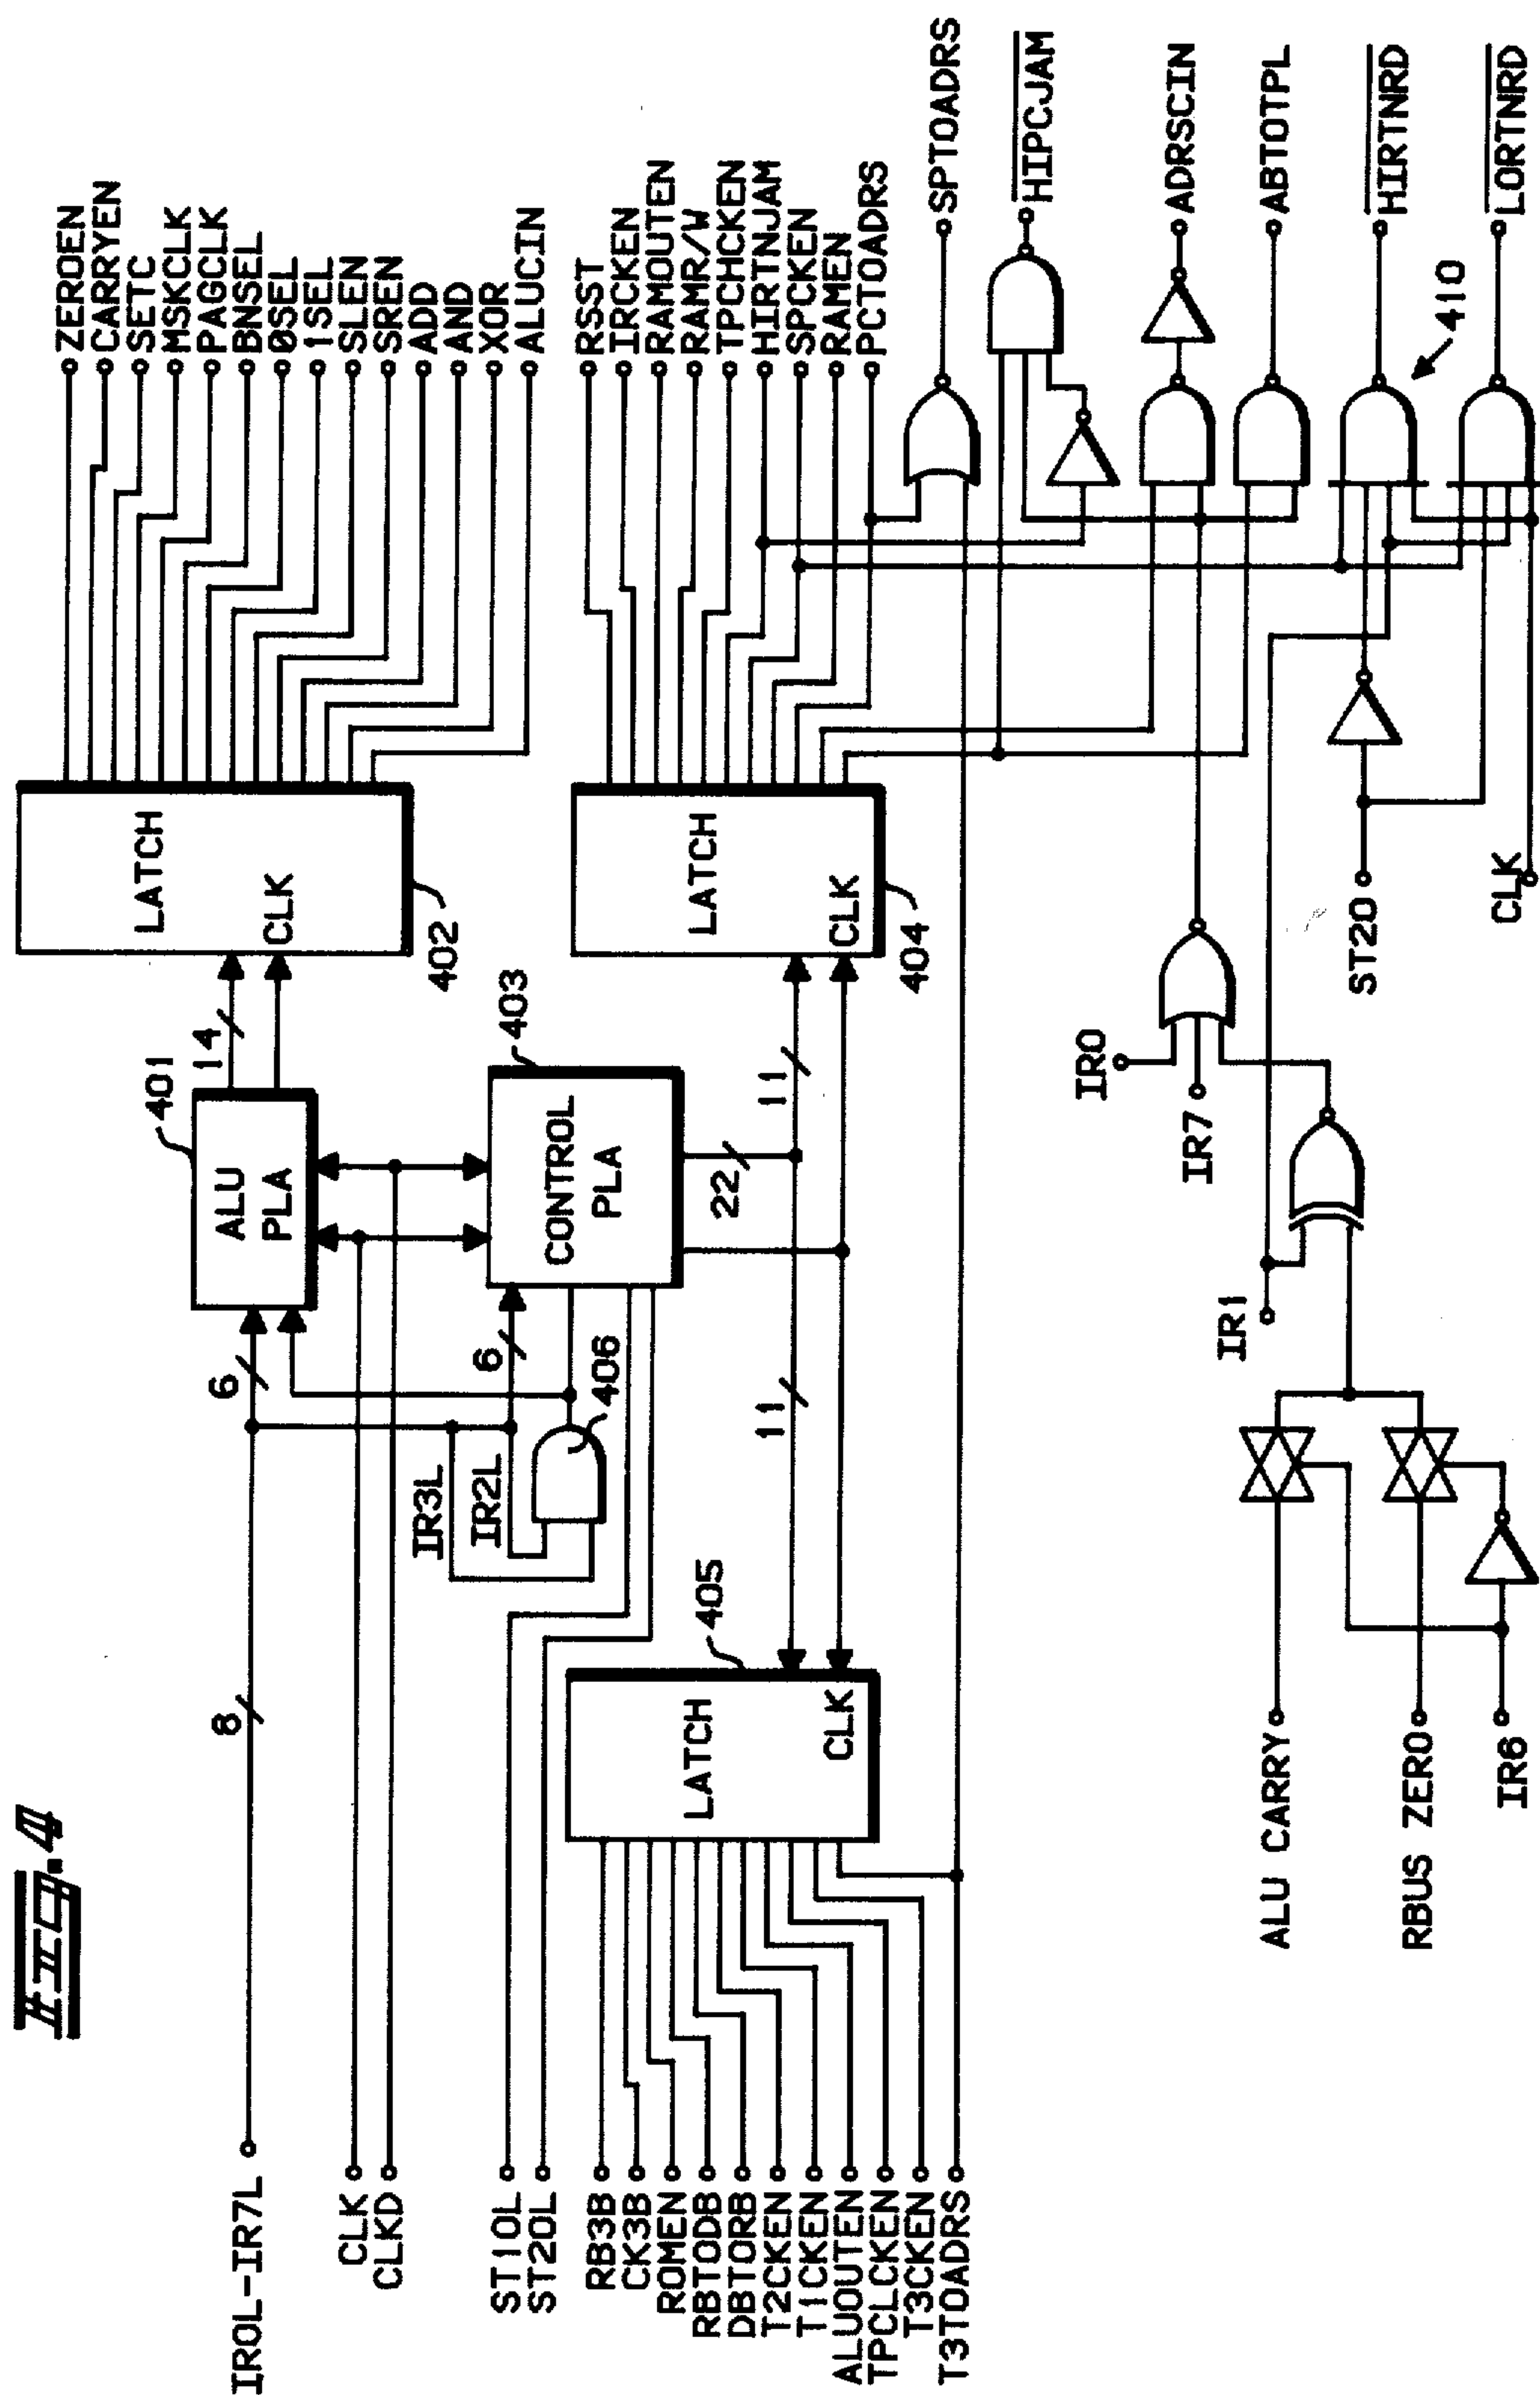 Fig. 4
IR0L-IR7L
8
CLK
CLKD
ST10L
ST20L
RB3B
CK3B
ROMEN
RBTODB
DBTORB
T2CKEN
T1CKEN
ALUOUTEN
TPCLCKEN
T3CKEN
T3TOADRS
LATCH
CLK
405
IR3L
IR2L
406
6
6
ALU
PLA
401
14
CONTROL
PLA
403
22
11
11
LATCH
CLK
402
LATCH
CLK
404
ZEROEN
CARRYEN
SETC
MSKCLK
PAGCLK
BNSEL
0SEL
1SEL
SLEN
SREN
ADD
AND
XOR
ALUCIN
RSST
IRCKEN
RAMOUTEN
RAMR/W
TPCHCKEN
HIRTNJAM
SPCKEN
RAMEN
PCTOADRS
SPTOADRS
HIPCJAM
ADRSCIN
ABTOTPL
HIRTNRD
410
LORTNRD
ALU CARRY
RBUS ZERO
IR6
IR1
IR0
IR7
ST20
CLK